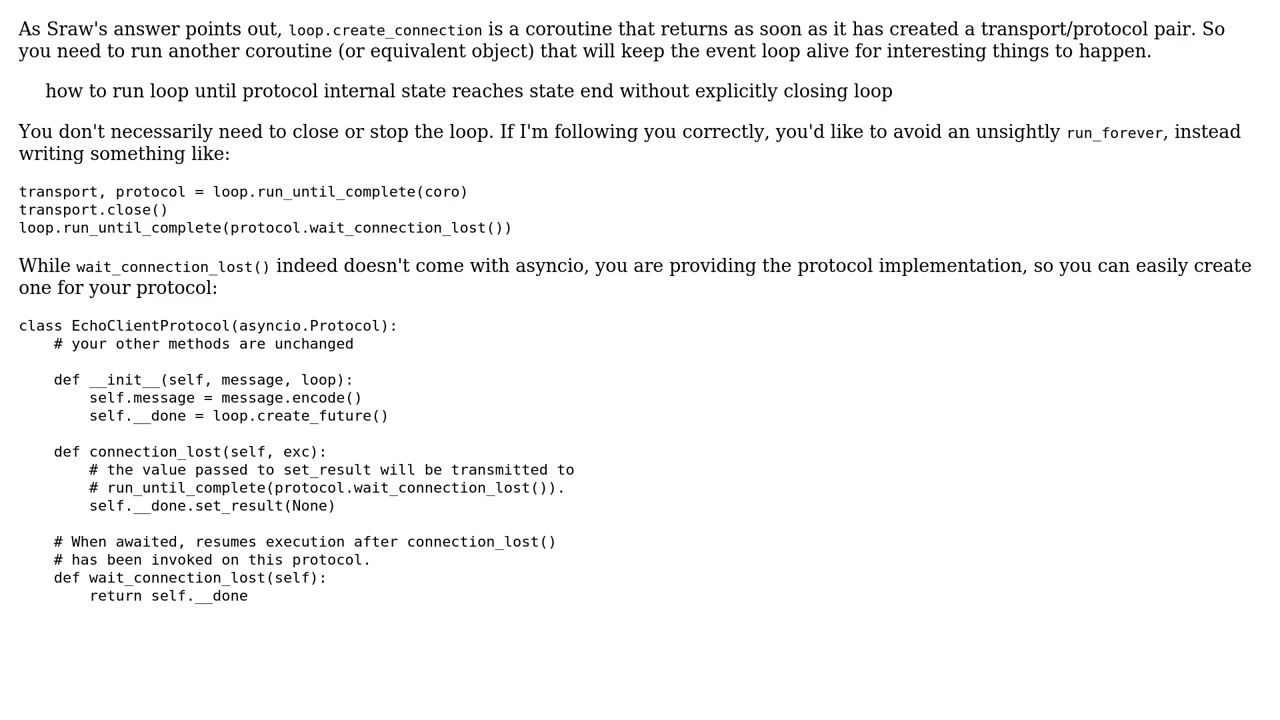 As Sraw's answer points out, loop.create_connection is a coroutine that returns as soon as it has created a transport/protocol pair. So
you need to run another coroutine (or equivalent object) that will keep the event loop alive for interesting things to happen.
how to run loop until protocol internal state reaches state end without explicitly closing loop
You don't necessarily need to close or stop the loop. If I'm following you correctly, you'd like to avoid an unsightly run_forever, instead
writing something like:
transport, protocol = loop.run_until_complete(coro)
transport.close()
loop.run_until_complete(protocol.wait_connection_lost())
While wait_connection_lost() indeed doesn't come with asyncio, you are providing the protocol implementation, so you can easily create
one for your protocol:
class EchoClientProtocol(asyncio.Protocol):
    # your other methods are unchanged

    def __init__(self, message, loop):
        self.message = message.encode()
        self.__done = loop.create_future()

    def connection_lost(self, exc):
        # the value passed to set_result will be transmitted to
        # run_until_complete(protocol.wait_connection_lost()).
        self.__done.set_result(None)

    # When awaited, resumes execution after connection_lost()
    # has been invoked on this protocol.
    def wait_connection_lost(self):
        return self.__done